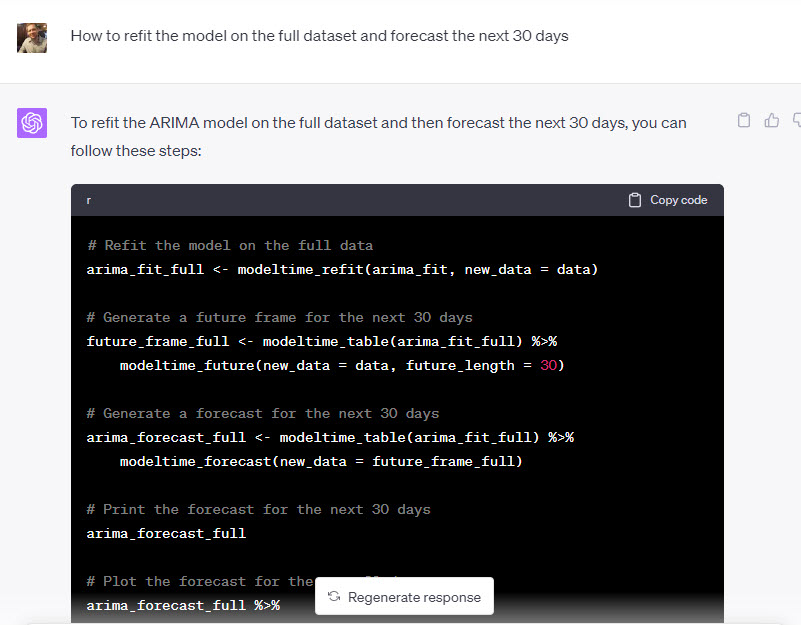 How to refit the model on the full dataset and forecast the next 30 days
To refit the ARIMA model on the full dataset and then forecast the next 30 days, you can
follow these steps:
r
Copy code
# Refit the model on the full data
arima_fit_full <- modeltime_refit(arima_fit, new_data = data)
# Generate a future frame for the next 30 days
future_frame_full <- modeltime_table(arima_fit_full) %>%
modeltime_future(new_data = data, future_length = 30)
# Generate a forecast for the next 30 days
arima_forecast_full <- modeltime_table(arima_fit_full) %>%
modeltime_forecast(new_data = future_frame_full)
# Print the forecast for the next 30 days
arima_forecast_full
# Plot the forecast for the
arima_forecast_full %>%
Regenerate response